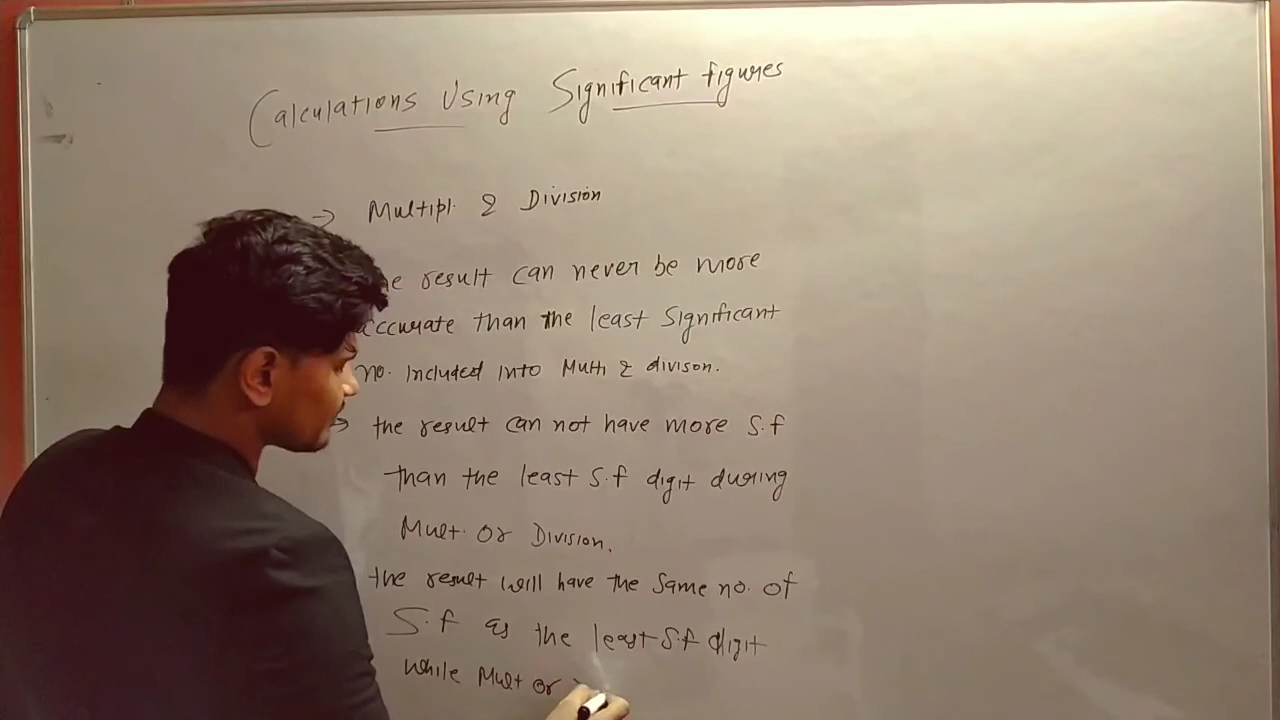 Calculations Using Significant figures
→ Multipl. & Division
he result can never be more
accurate than the least Significant
no. Included Into Multi & divison.
→ the result can not have more S.f
than the least S.f digit during
Mult. Or Division.
the result will have the Same no. of
S.f as the least S.f digit
while Mult or